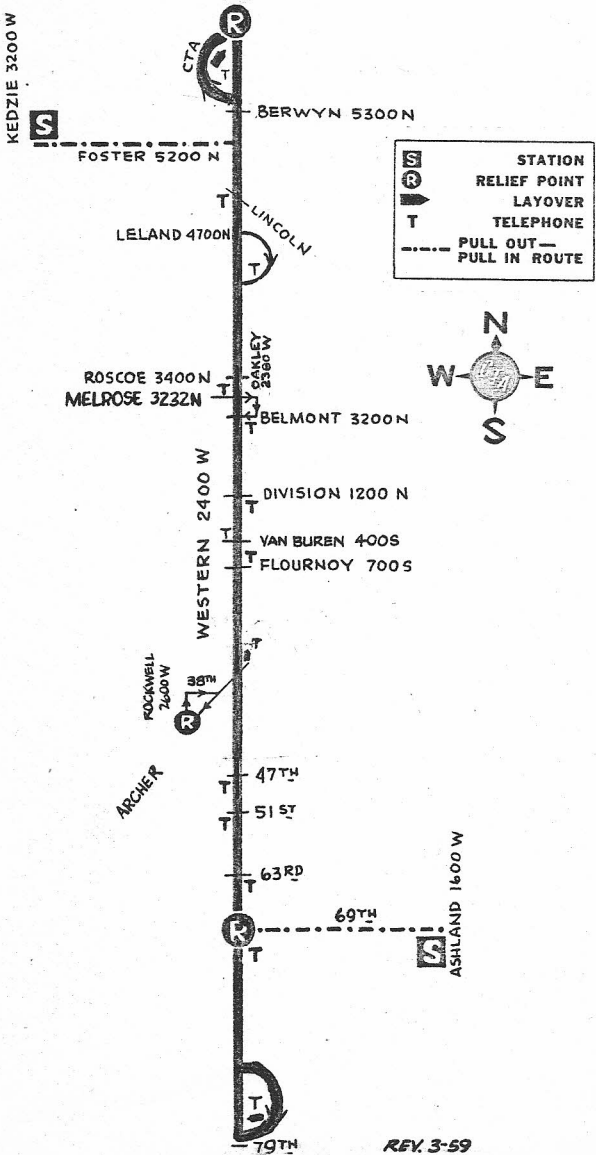 KEDZIE 3200 W
R
CTA
T
BERWYN 5300N
S
FOSTER 5200 N
S STATION
R RELIEF POINT
LAYOVER
T TELEPHONE
PULL OUT—
PULL IN ROUTE
T
LINCOLN
LELAND 4700N
T
N
W E
S
OAKLEY
2380 W
ROSCOE 3400N
T
MELROSE 3232N
BELMONT 3200N
T
WESTERN 2400 W
DIVISION 1200 N
T
T
VAN BUREN 400S
T
FLOURNOY 700S
T
ROCKWELL
2600W
38TH
R
ARCHER
47TH
T
51ST
T
63RD
T
R
69TH
T
S
ASHLAND 1600 W
T
79TH
REV. 3-59